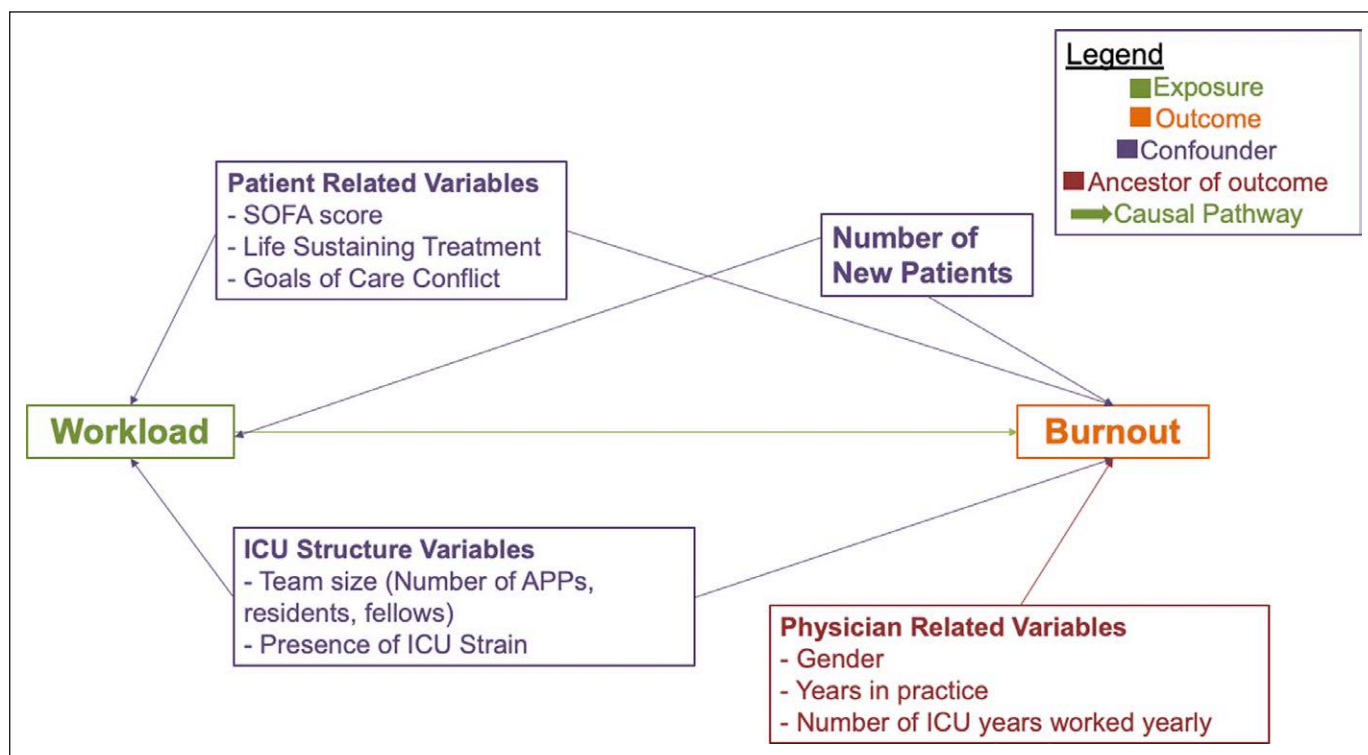 Legend
Exposure
Outcome
Confounder
Ancestor of outcome
Causal Pathway
Patient Related Variables
- SOFA score
- Life Sustaining Treatment
- Goals of Care Conflict
Number of
New Patients
Workload
Burnout
ICU Structure Variables
- Team size (Number of APPs,
residents, fellows)
- Presence of ICU Strain
Physician Related Variables
- Gender
- Years in practice
- Number of ICU years worked yearly